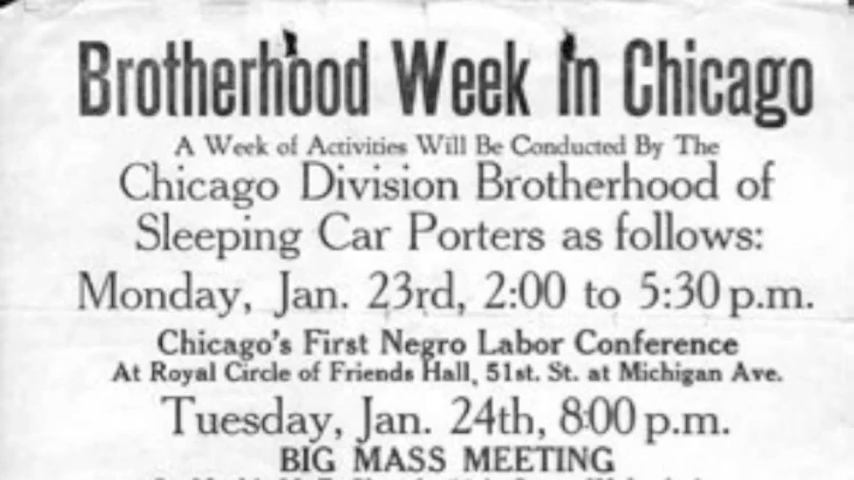 Brotherhood Week In Chicago
A Week of Activities Will Be Conducted By The
Chicago Division Brotherhood of
Sleeping Car Porters as follows:
Monday, Jan. 23rd, 2:00 to 5:30 p.m.
Chicago's First Negro Labor Conference
At Royal Circle of Friends Hall, 51st. St. at Michigan Ave.
Tuesday, Jan. 24th, 8:00 p.m.
BIG MASS MEETING